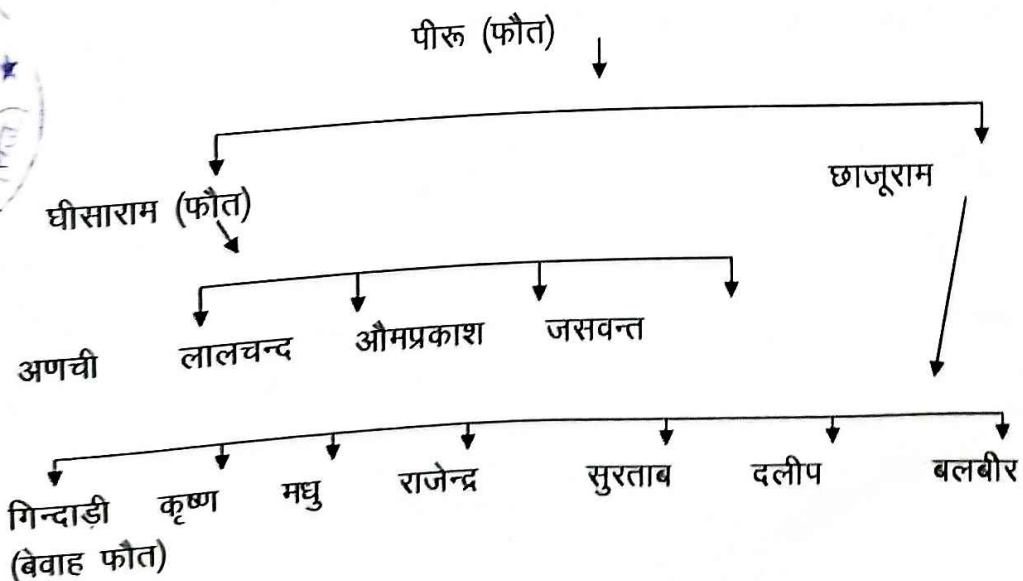 पीरू (फौत)
छाजूराम
घीसाराम (फौत)
अणची लालचन्द औमप्रकाश जसवन्त
गिन्दाड़ी कृष्ण मधु राजेन्द्र सुरताब दलीप बलबीर
(बेवाह फौत)